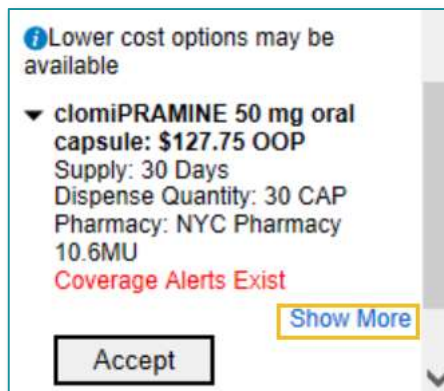 Lower cost options may be
available
clomiPRAMINE 50 mg oral
capsule: $127.75 OOP
Supply: 30 Days
Dispense Quantity: 30 CAP
Pharmacy: NYC Pharmacy
10.6MU
Coverage Alerts Exist
Show More
Accept